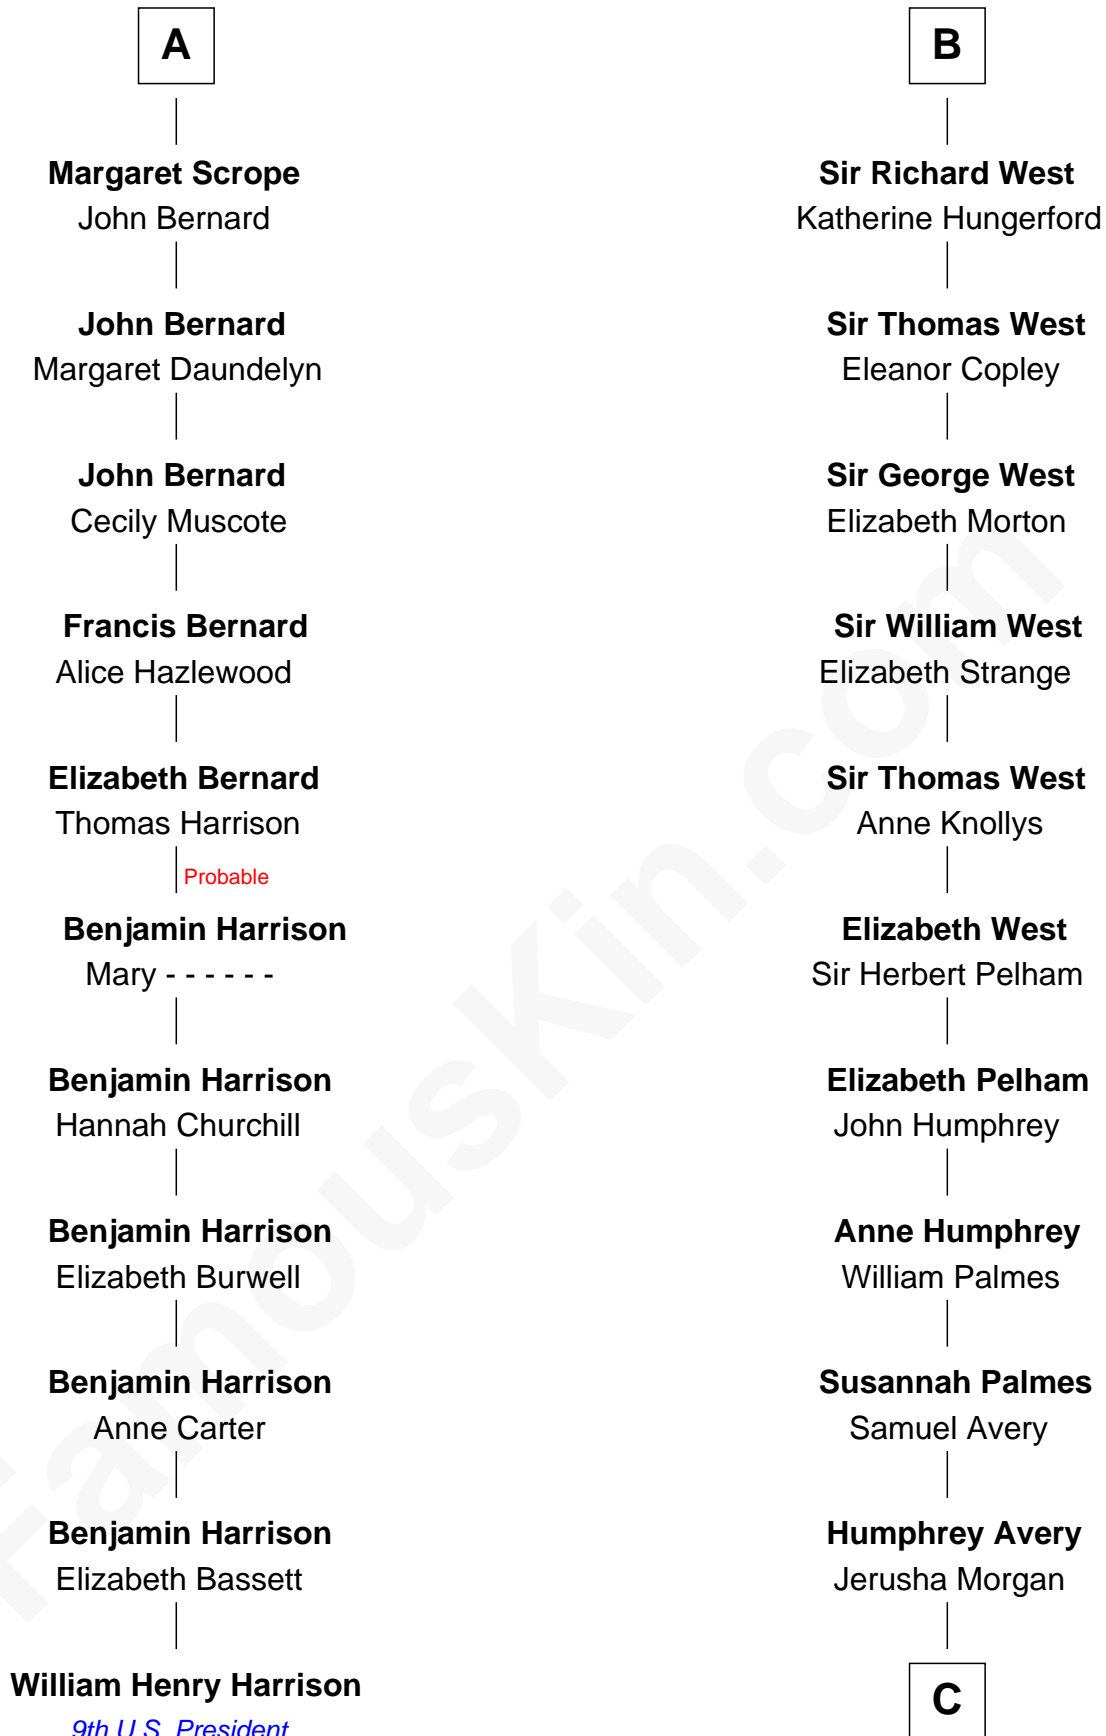 A
Margaret Scrope
John Bernard
John Bernard
Margaret Daundelyn
John Bernard
Cecily Muscote
Francis Bernard
Alice Hazlewood
Elizabeth Bernard
Thomas Harrison
Probable
Benjamin Harrison
Mary - - - - - -
Benjamin Harrison
Hannah Churchill
Benjamin Harrison
Elizabeth Burwell
Benjamin Harrison
Anne Carter
Benjamin Harrison
Elizabeth Bassett
William Henry Harrison
9th U.S. President
B
Sir Richard West
Katherine Hungerford
Sir Thomas West
Eleanor Copley
Sir George West
Elizabeth Morton
Sir William West
Elizabeth Strange
Sir Thomas West
Anne Knollys
Elizabeth West
Sir Herbert Pelham
Elizabeth Pelham
John Humphrey
Anne Humphrey
William Palmes
Susannah Palmes
Samuel Avery
Humphrey Avery
Jerusha Morgan
C
FamousKin.com